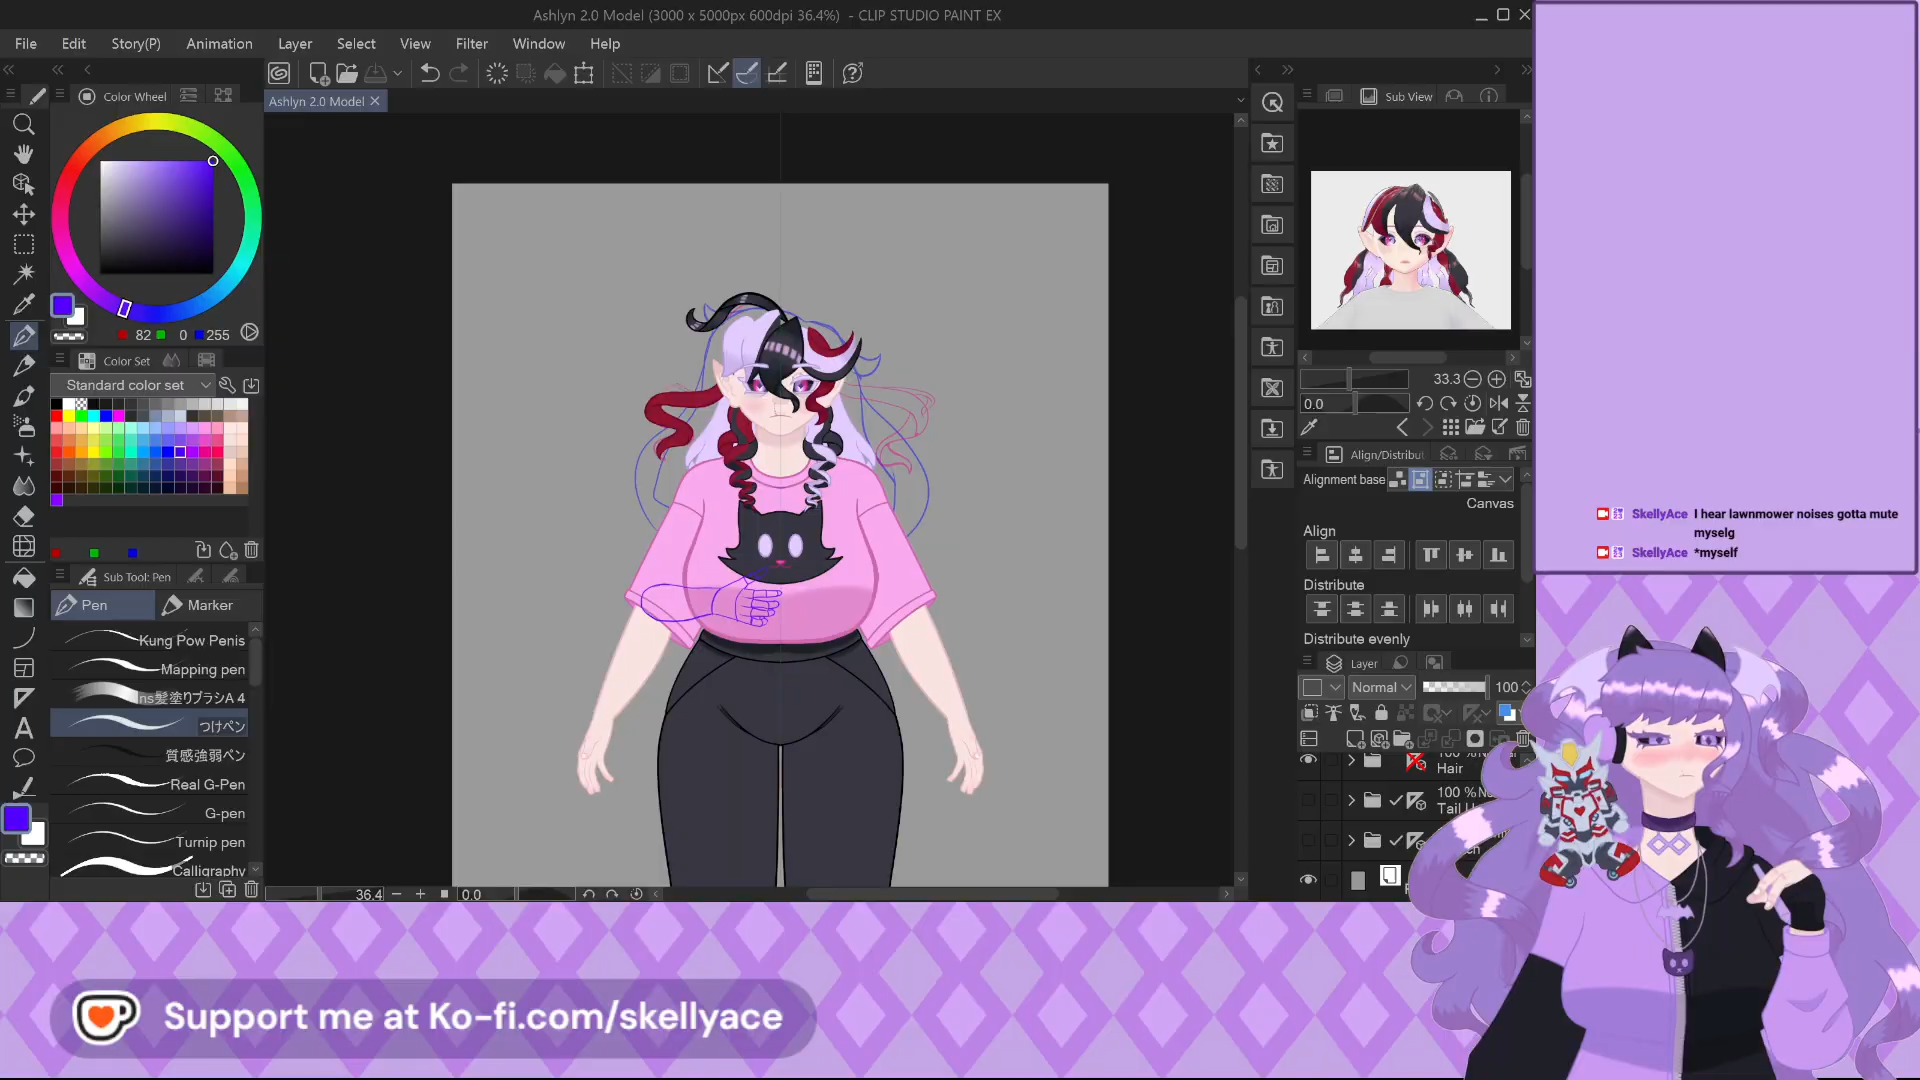 Ashlyn 2.0 Model (3000 x 5000px 600dpi 36.4%) - CLIP STUDIO PAINT EX
File Edit Story(P) Animation Layer Select View Filter Window Help
Color Wheel
Ashlyn 2.0 Model
Sub View
82 0 255
Color Set
Standard color set
33.3
0.0
Align/Distribut
Alignment base
Canvas
Align
Distribute
Distribute evenly
SkellyAce I hear lawnmower noises gotta mute
myselg
SkellyAce *myself
Sub Tool: Pen
Pen Marker
Kung Pow Penis
Mapping pen
ns髪塗りブラシA 4
つけペン
質感強弱ペン
Real G-Pen
G-pen
Turnip pen
Calligraphy
Layer
Normal 100
Hair
100 %
36.4 0.0
Support me at Ko-fi.com/skellyace